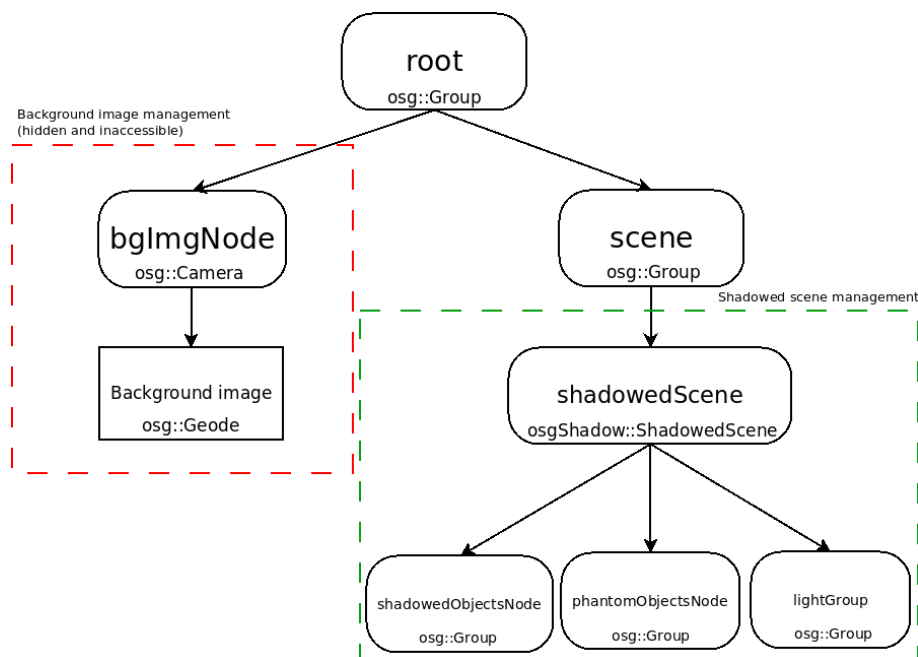 root
osg::Group
Background image management
(hidden and inaccessible)
bgImgNode
osg::Camera
scene
osg::Group
Shadowed scene management
Background image
osg::Geode
shadowedScene
osgShadow::ShadowedScene
shadowedObjectsNode
osg::Group
phantomObjectsNode
osg::Group
lightGroup
osg::Group